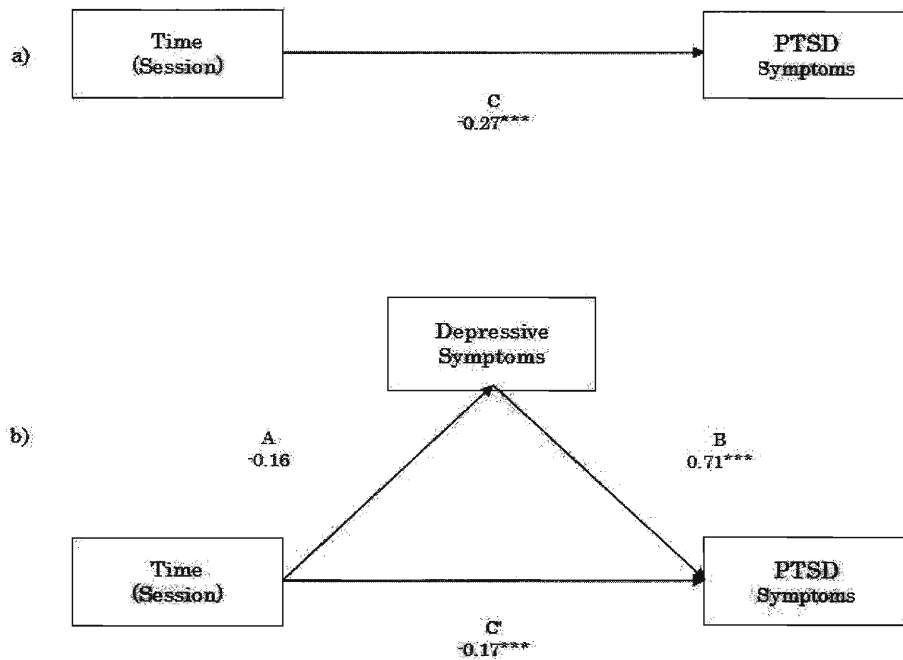 a)
Time
(Session)
PTSD
Symptoms
C
-0.27***
Depressive
Symptoms
b)
A
-0.16
B
0.71***
Time
(Session)
PTSD
Symptoms
C'
-0.17***